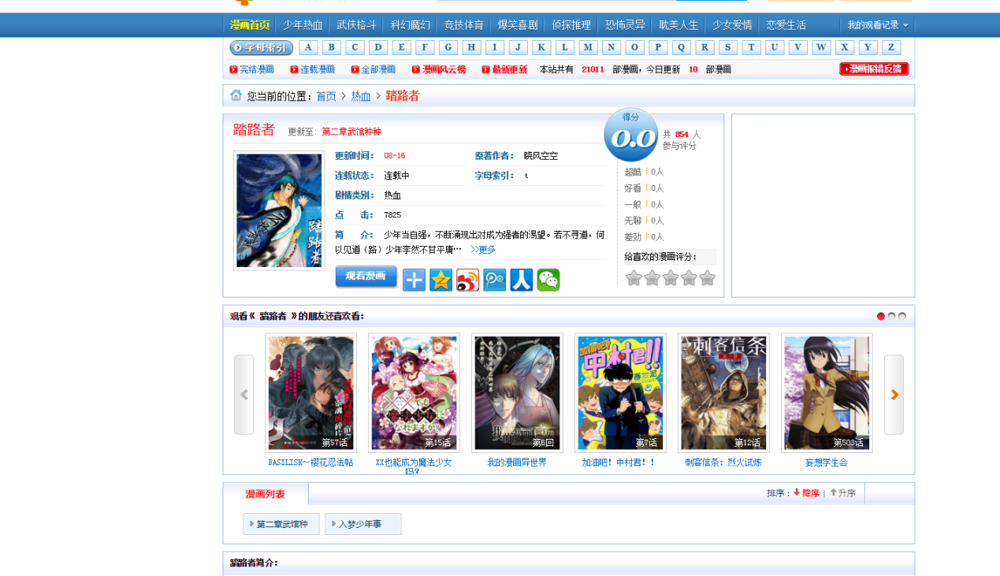 漫画首页 少年热血 武侠格斗 科幻魔幻 竞技体育 爆笑喜剧 侦探推理 恐怖灵异 耽美人生 少女爱情 恋爱生活 我的观看记录
字母索引 A B C D E F G H I J K L M N O P Q R S T U V W X Y Z
完结漫画 连载漫画 全部漫画 漫画风云榜 最新更新 本站共有 21011 部漫画，今日更新 10 部漫画 漫画报错反馈
您当前的位置：首页 > 热血 > 踏路者
踏路者 更新至：第二章武馆种种
得分
0.0
共 854 人
参与评分
更新时间： 08-16 原著作者： 晓风空空
连载状态： 连载中 字母索引： t
剧情类别： 热血
点 击： 7825
简 介： 少年当自强，不断涌现出对成为强者的渴望。若不寻道，何
以见道（路）少年李然不甘平庸… >>更多
踏路者
超酷 0人
好看 0人
一般 0人
无聊 0人
差劲 0人
给喜欢的漫画评分：
观看漫画
观看《 踏路者 》的朋友还喜欢看：
中村君!!
刺客信条
第57话 第15话 第6回 第7话 第12话 第503话
BASILISK～樱花忍法帖 XX也能成为魔法少女吗？ 我的漫画异世界 加油吧！中村君！！ 刺客信条：烈火试炼 妄想学生会
漫画列表 排序：降序 | 升序
第二章武馆种 入梦少年事
踏路者简介：